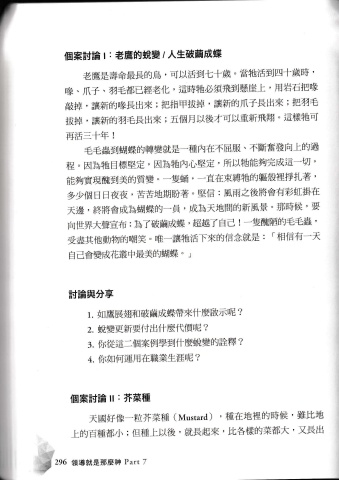 個案討論 I：老鷹的蛻變 / 人生破繭成蝶
老鷹是壽命最長的鳥，可以活到七十歲。當牠活到四十歲時，
喙、爪子、羽毛都已經老化，這時牠必須飛到懸崖上，用岩石把喙
敲掉，讓新的喙長出來；把指甲拔掉，讓新的爪子長出來；把羽毛
拔掉，讓新的羽毛長出來；五個月以後才可以重新飛翔。這樣牠可
再活三十年！
毛毛蟲到蝴蝶的轉變就是一種內在不屈服、不斷奮發向上的過
程。因為牠目標堅定，因為牠內心堅定，所以牠能夠完成這一切，
能夠實現醜到美的質變。一隻蛹，一直在束縛牠的軀殼裡掙扎著，
多少個日日夜夜，苦苦地期盼著。堅信：風雨之後將會有彩虹掛在
天邊，終將會成為蝴蝶的一員，成為天地間的新風景。那時候，要
向世界大聲宣布：為了破繭成蝶，超越了自己！一隻醜陋的毛毛蟲，
受盡其他動物的嘲笑。唯一讓牠活下來的信念就是：「相信有一天
自己會變成花叢中最美的蝴蝶。」
討論與分享
1. 如鷹展翅和破繭成蝶帶來什麼啟示呢？
2. 蛻變更新要付出什麼代價呢？
3. 你從這二個案例學到什麼蛻變的詮釋？
4. 你如何運用在職業生涯呢？
個案討論 II：芥菜種
天國好像一粒芥菜種（Mustard），種在地裡的時候，雖比地
上的百種都小；但種上以後，就長起來，比各樣的菜都大，又長出
296 領導就是那麼神 Part 7